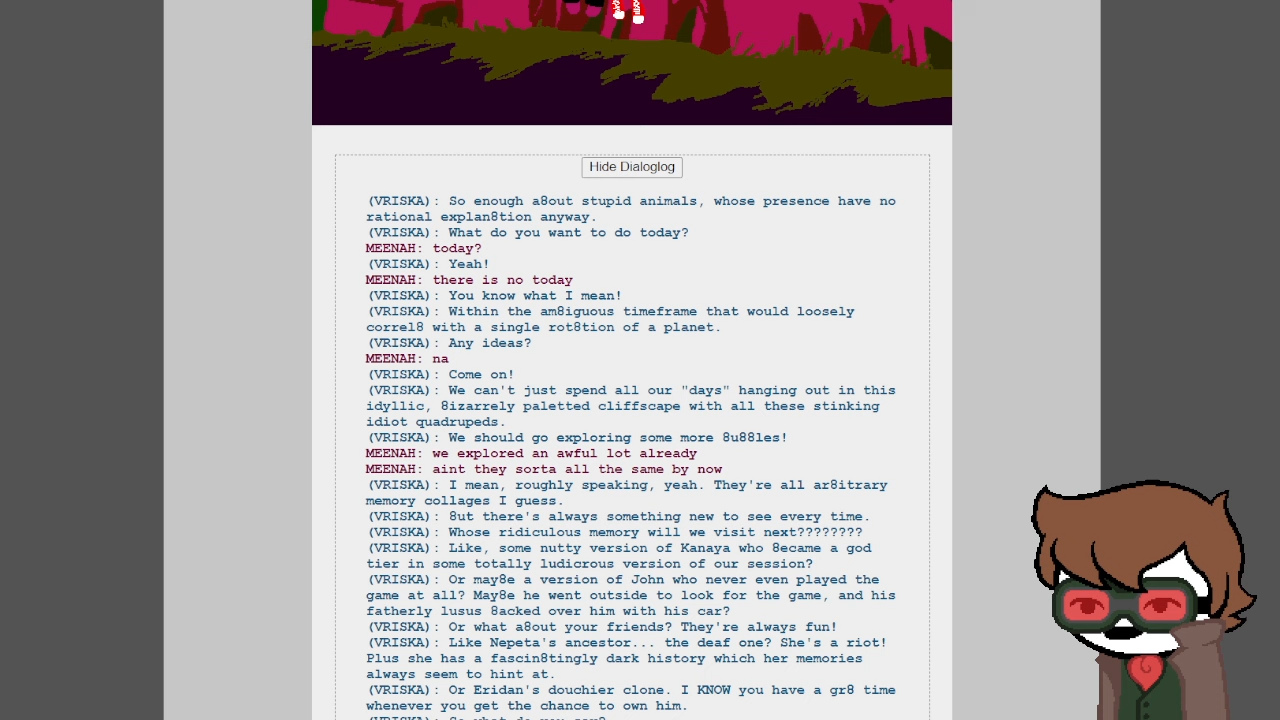 Hide Dialoglog
(VRISKA): So enough a8out stupid animals, whose presence have no
rational explan8tion anyway.
(VRISKA): What do you want to do today?
MEENAH: today?
(VRISKA): Yeah!
MEENAH: there is no today
(VRISKA): You know what I mean!
(VRISKA): Within the am8iguous timeframe that would loosely
correl8 with a single rot8tion of a planet.
(VRISKA): Any ideas?
MEENAH: na
(VRISKA): Come on!
(VRISKA): We can't just spend all our "days" hanging out in this
idyllic, 8izarrely paletted cliffscape with all these stinking
idiot quadrupeds.
(VRISKA): We should go exploring some more 8u88les!
MEENAH: we explored an awful lot already
MEENAH: aint they sorta all the same by now
(VRISKA): I mean, roughly speaking, yeah. They're all ar8itrary
memory collages I guess.
(VRISKA): 8ut there's always something new to see every time.
(VRISKA): Whose ridiculous memory will we visit next????????
(VRISKA): Like, some nutty version of Kanaya who 8ecame a god
tier in some totally ludicrous version of our session?
(VRISKA): Or may8e a version of John who never even played the
game at all? May8e he went outside to look for the game, and his
fatherly lusus 8acked over him with his car?
(VRISKA): Or what a8out your friends? They're always fun!
(VRISKA): Like Nepeta's ancestor... the deaf one? She's a riot!
Plus she has a fascin8tingly dark history which her memories
always seem to hint at.
(VRISKA): Or Eridan's douchier clone. I KNOW you have a gr8 time
whenever you get the chance to own him.
(VRISKA): So what do you say?